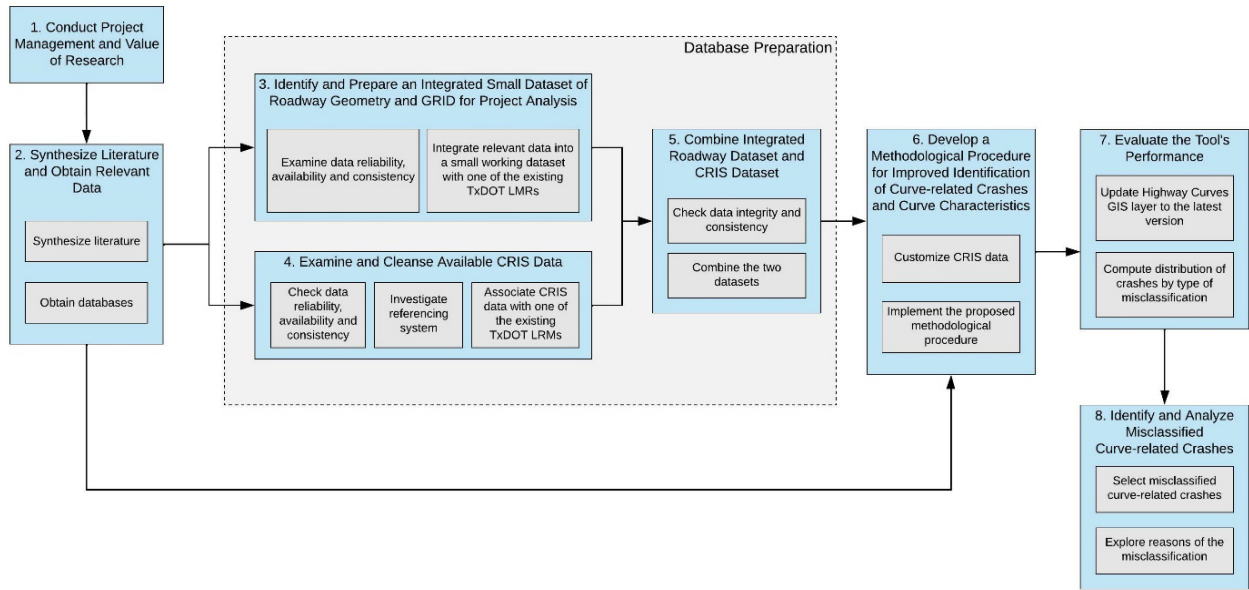 1. Conduct Project
Management and Value
of Research
2. Synthesize Literature
and Obtain Relevant
Data
Synthesize literature
Obtain databases
Database Preparation
3. Identify and Prepare an Integrated Small Dataset of
Roadway Geometry and GRID for Project Analysis
Examine data reliability,
availability and consistency
Integrate relevant data into
a small working dataset
with one of the existing
TxDOT LMRs
4. Examine and Cleanse Available CRIS Data
Check data
reliability,
availability and
consistency
Investigate
referencing
system
Associate CRIS
data with one of
the existing
TxDOT LRMs
5. Combine Integrated
Roadway Dataset and
CRIS Dataset
Check data integrity and
consistency
Combine the two
datasets
6. Develop a
Methodological Procedure
for Improved Identification
of Curve-related Crashes
and Curve Characteristics
Customize CRIS data
Implement the proposed
methodological
procedure
7. Evaluate the Tool's
Performance
Update Highway Curves
GIS layer to the latest
version
Compute distribution of
crashes by type of
misclassification
8. Identify and Analyze
Misclassified
Curve-related Crashes
Select misclassified
curve-related crashes
Explore reasons of the
misclassification